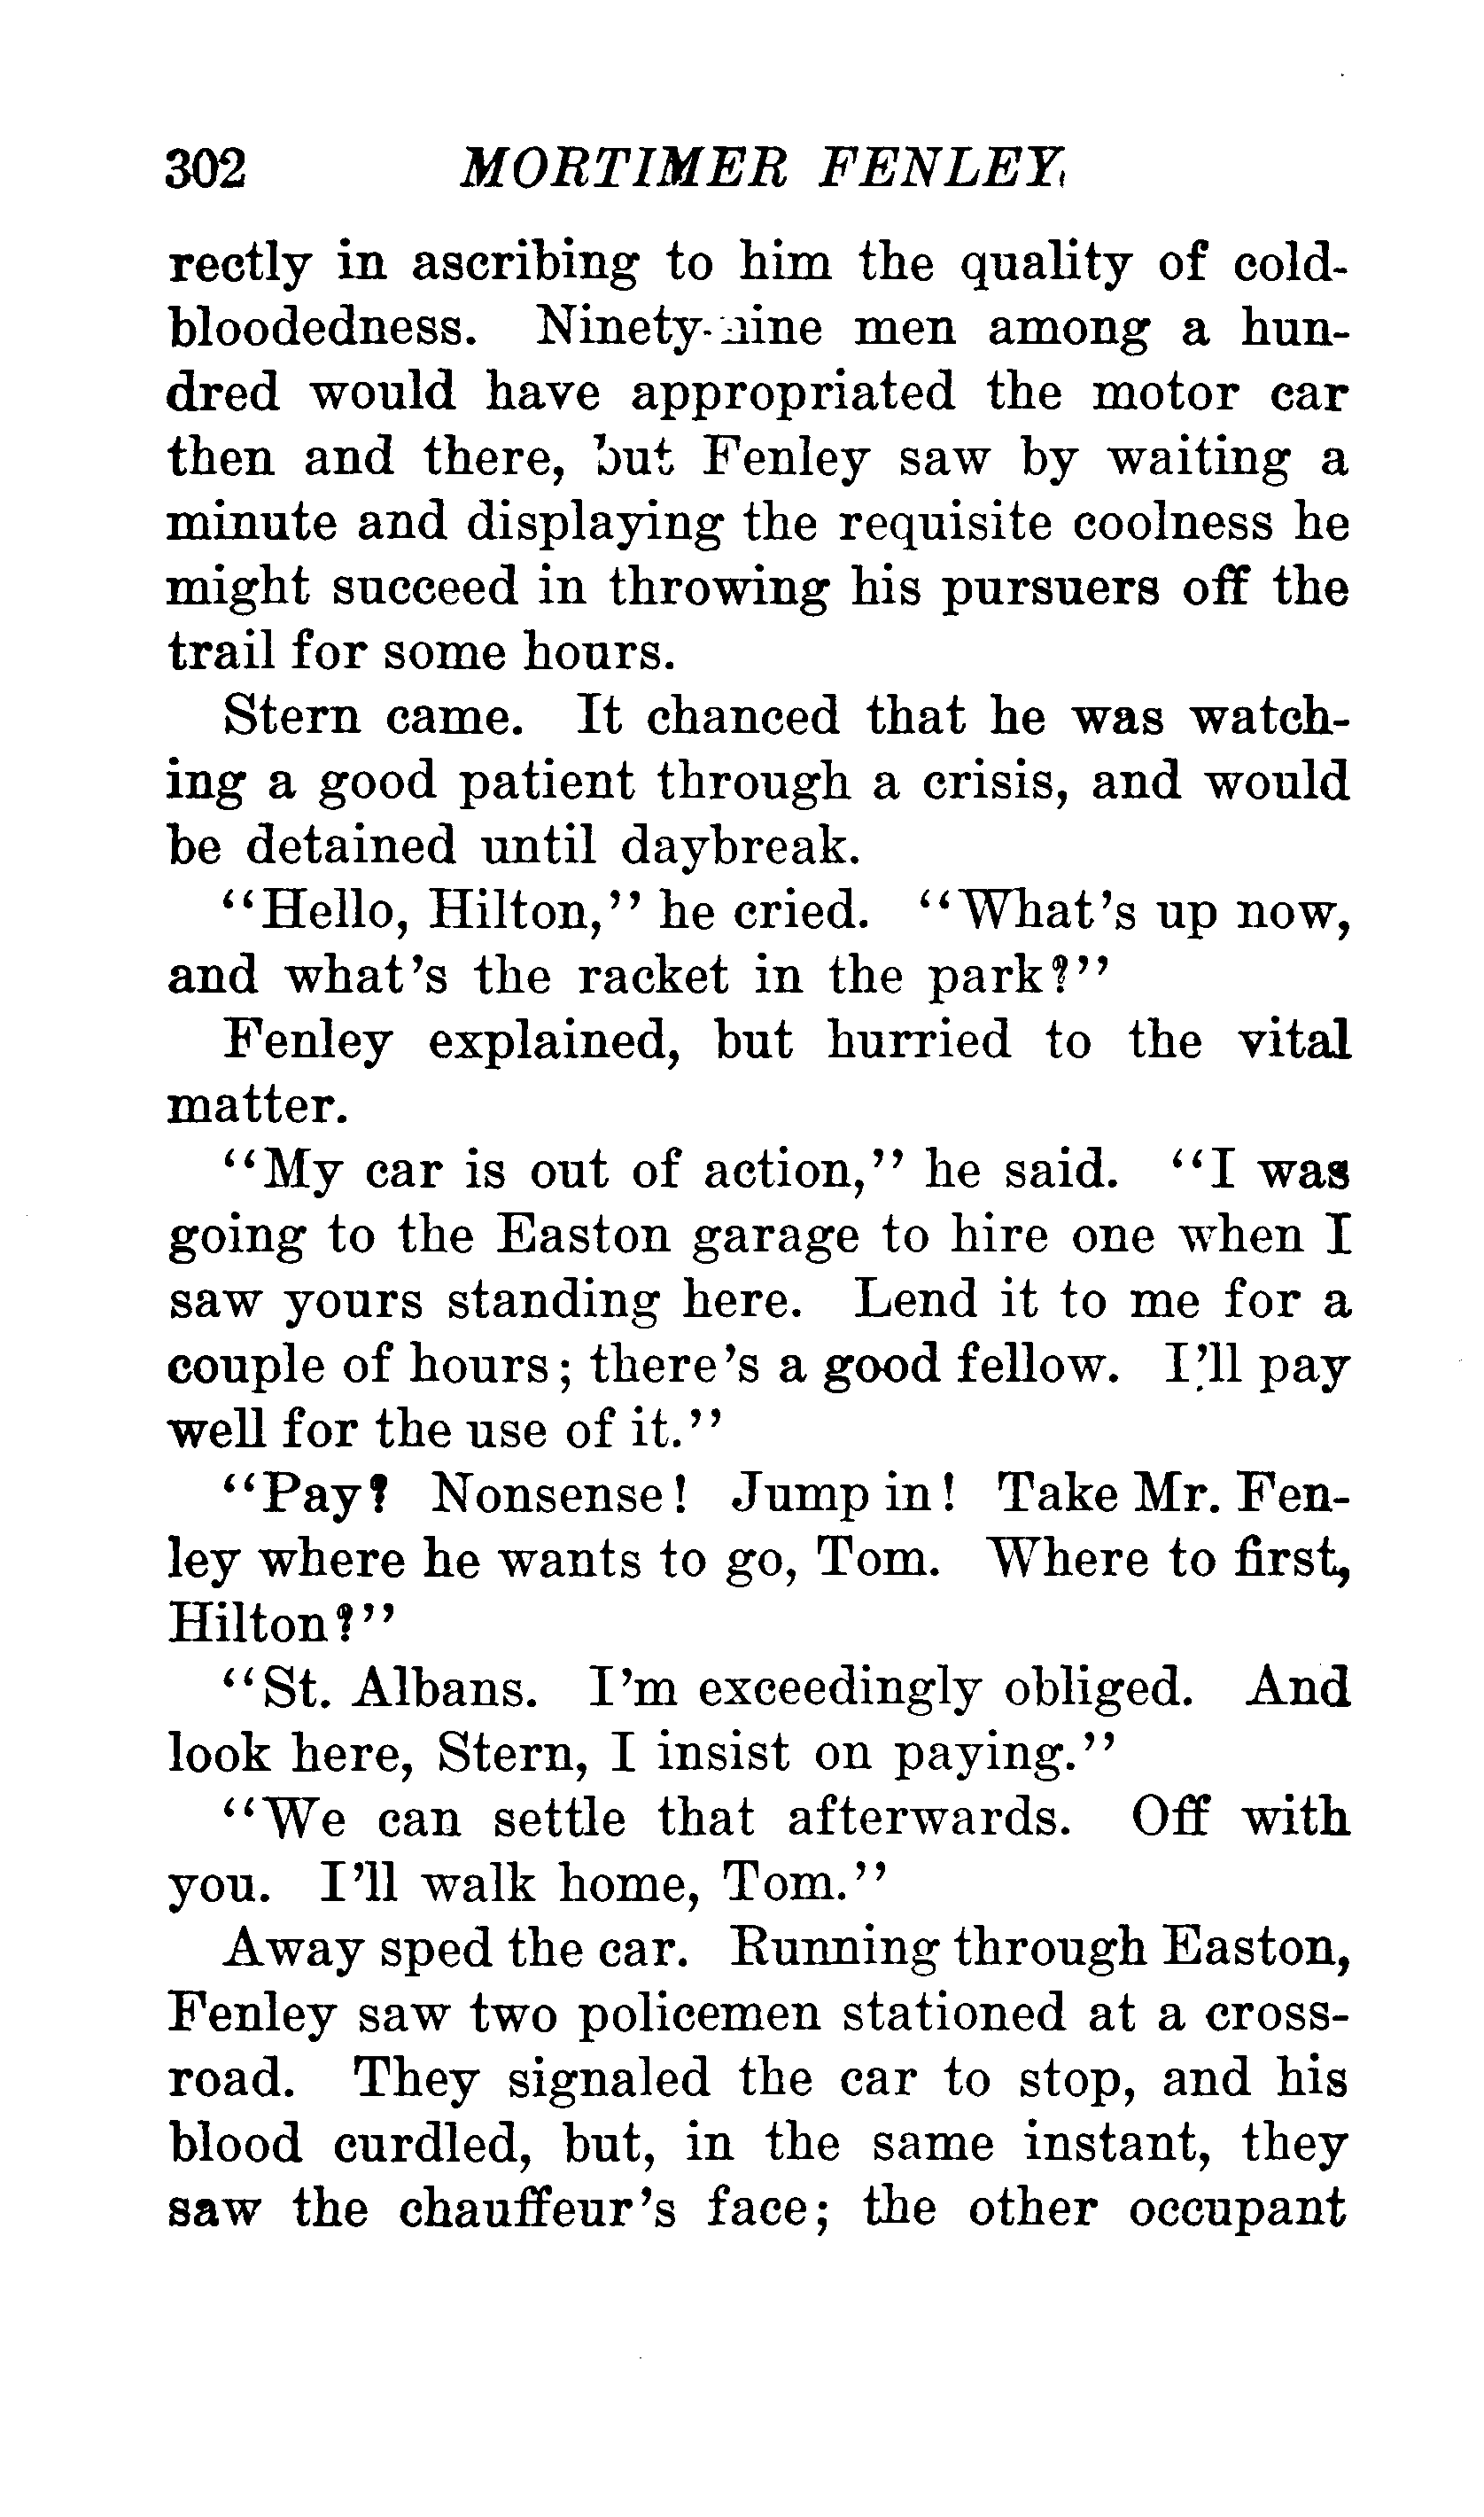 302 MORTIMER FENLEY
rectly in ascribing to him the quality of cold-
bloodedness. Ninety-nine men among a hun-
dred would have appropriated the motor car
then and there, but Fenley saw by waiting a
minute and displaying the requisite coolness he
might succeed in throwing his pursuers off the
trail for some hours.
Stern came. It chanced that he was watch-
ing a good patient through a crisis, and would
be detained until daybreak.
"Hello, Hilton," he cried. "What's up now,
and what's the racket in the park?"
Fenley explained, but hurried to the vital
matter.
"My car is out of action," he said. "I was
going to the Easton garage to hire one when I
saw yours standing here. Lend it to me for a
couple of hours; there's a good fellow. I'll pay
well for the use of it."
"Pay? Nonsense! Jump in! Take Mr. Fen-
ley where he wants to go, Tom. Where to first,
Hilton?"
"St. Albans. I'm exceedingly obliged. And
look here, Stern, I insist on paying."
"We can settle that afterwards. Off with
you. I'll walk home, Tom."
Away sped the car. Running through Easton,
Fenley saw two policemen stationed at a cross-
road. They signaled the car to stop, and his
blood curdled, but, in the same instant, they
saw the chauffeur's face; the other occupant